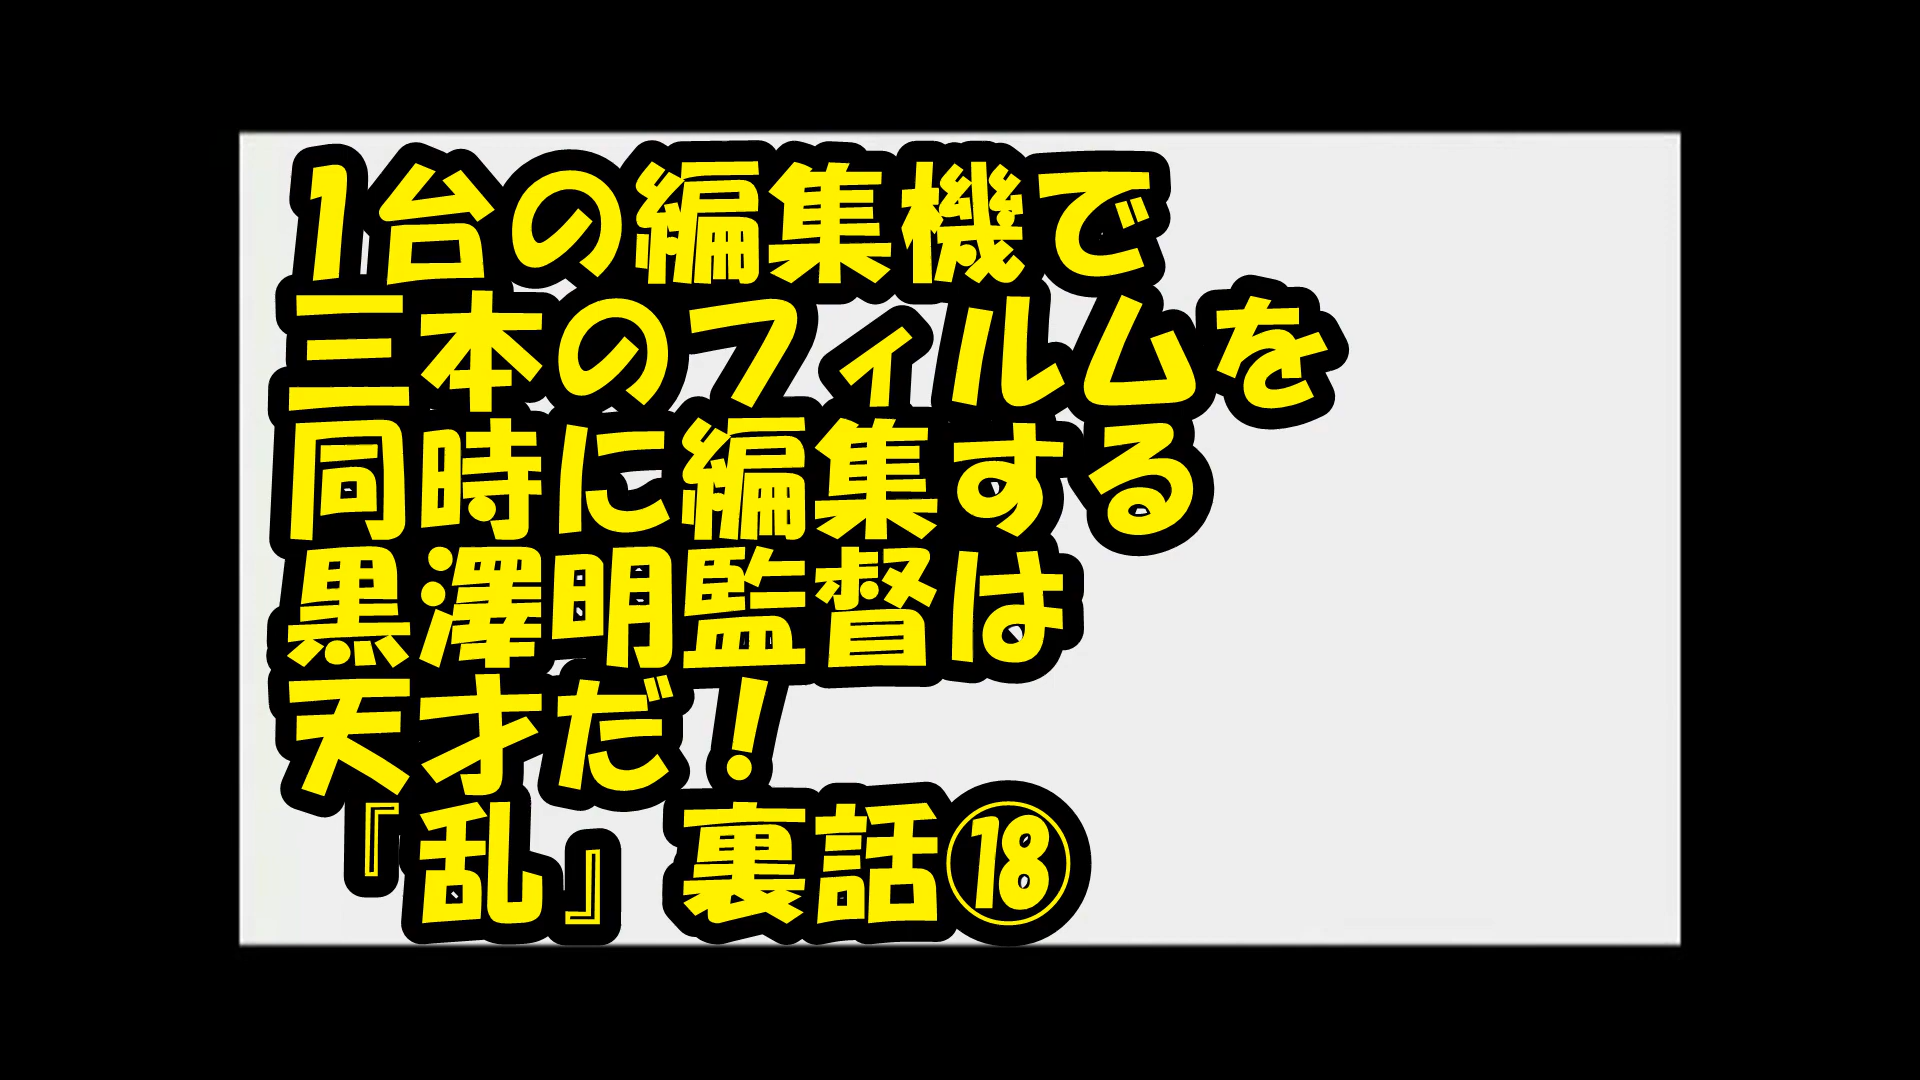 1台の編集機で
三本のフィルムを
同時に編集する
黒澤明監督は
天才だ！
『乱』裏話⑱